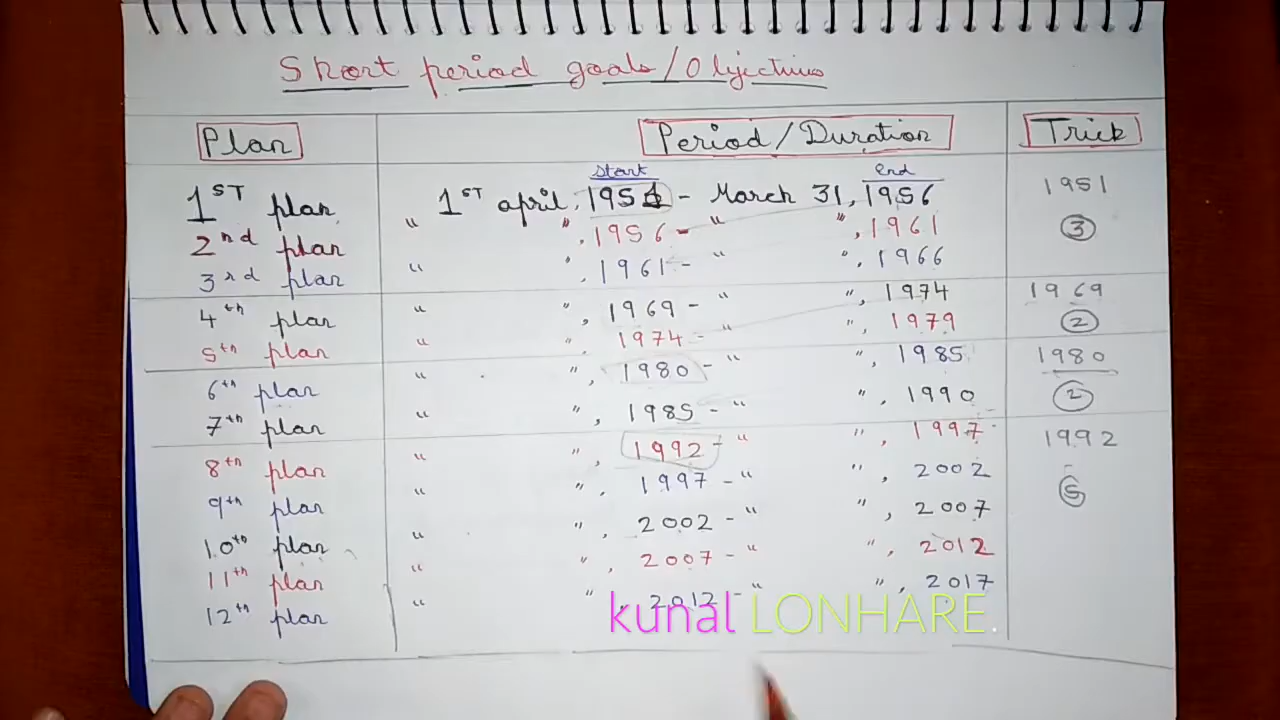 Short period goals/Objectives
Plan Period/Duration Trick
Start end
1ST plan 1ST april, 1951 - March 31, 1956 1951
2nd plan " ", 1956 - " ", 1961 3
3rd plan " ", 1961 - " ", 1966
4th plan " ", 1969 - " ", 1974 1969
5th plan " ", 1974 - " ", 1979 2
6th plan " ", 1980 - " ", 1985 1980
7th plan " ", 1985 - " ", 1990 2
8th plan " ", 1992 - " ", 1997 1992
9th plan " ", 1997 - " ", 2002 5
10th plan " ", 2002 - " ", 2007
11th plan " ", 2007 - " ", 2012
12th plan " ", 2012 - " ", 2017
kunal LONHARE.